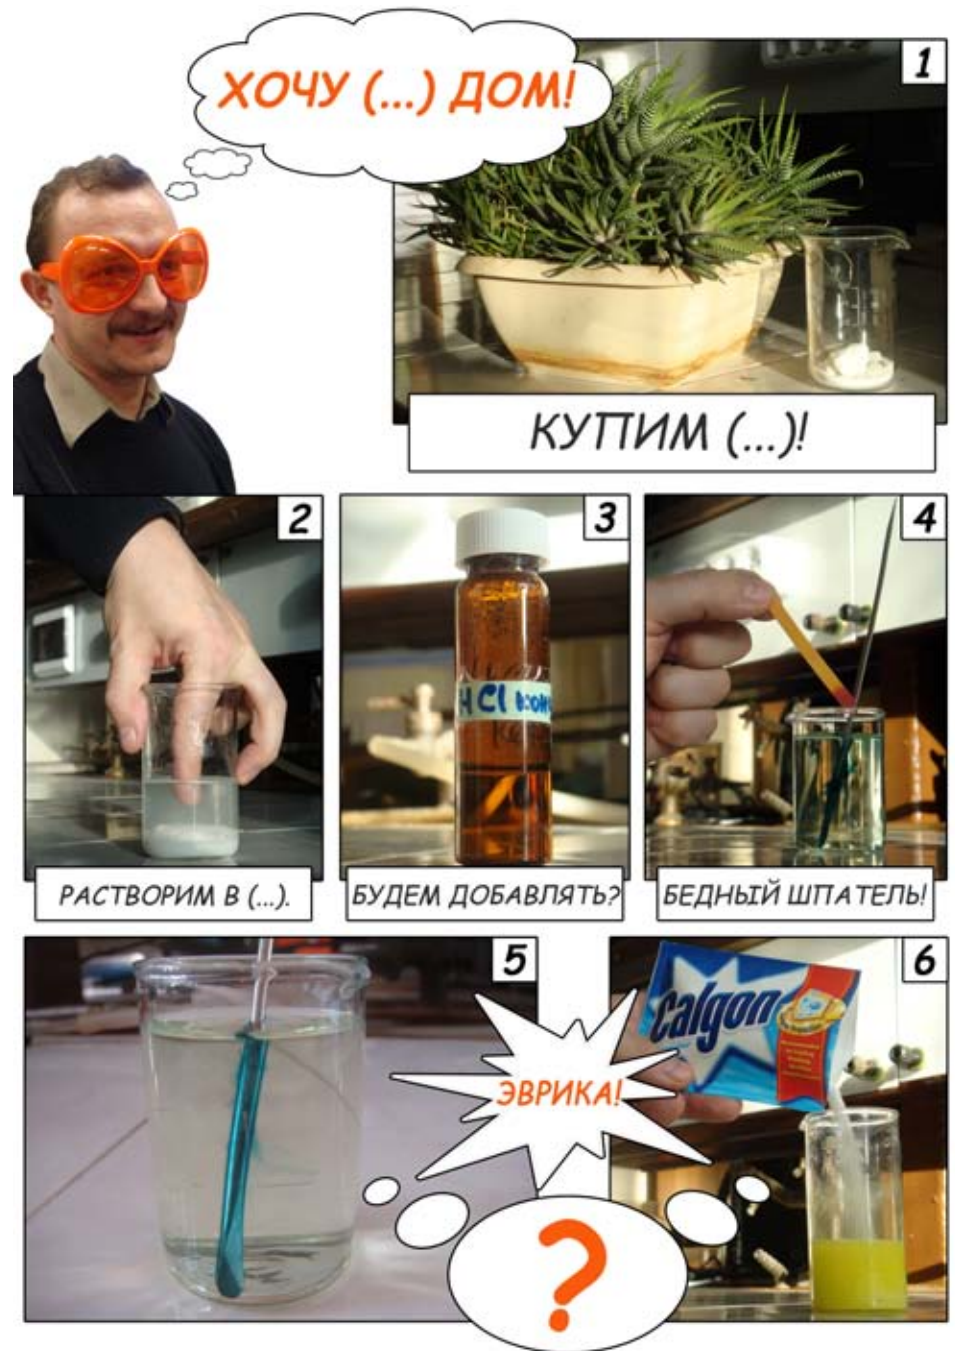 ХОЧУ (...) ДОМ!
1
КУПИМ (...)!
2
РАСТВОРИМ В (...).
3
HCl
БУДЕМ ДОБАВЛЯТЬ?
4
БЕДНЫЙ ШПАТЕЛЬ!
5
ЭВРИКА!
?
6
Calgon